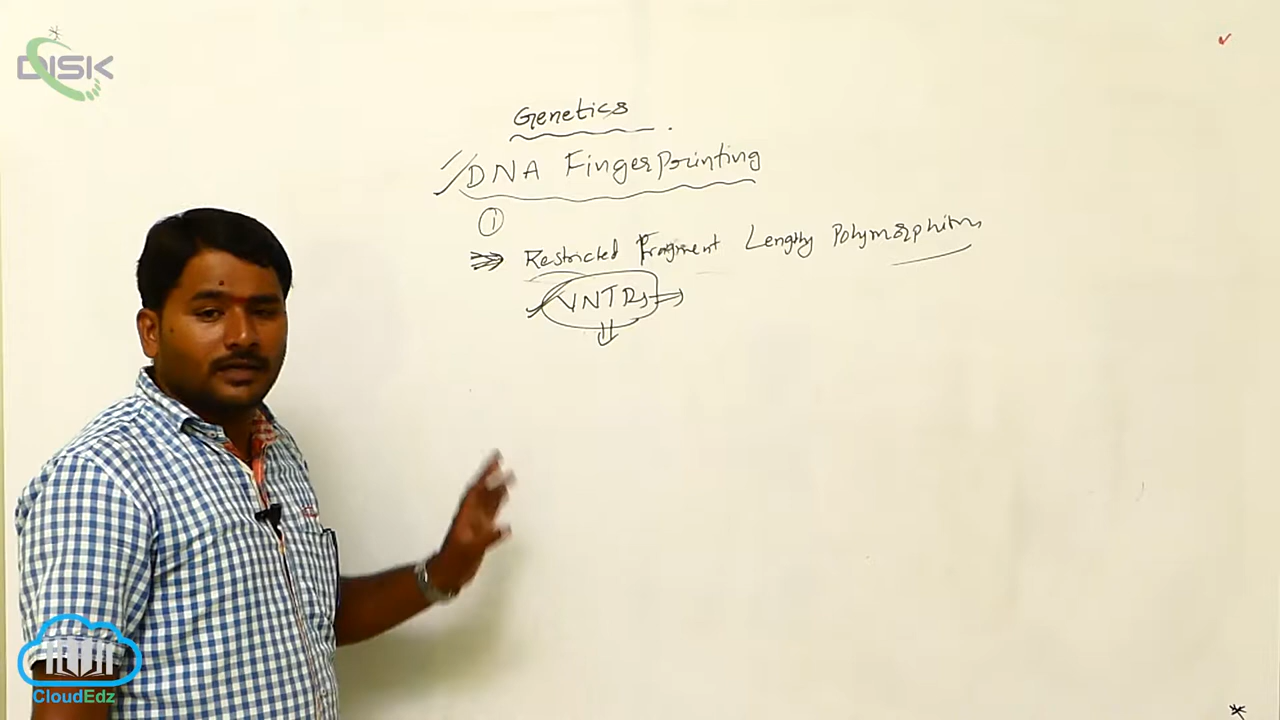 DISK
Genetics
DNA Fingerprinting
①
Restricted Fragment Length Polymorphism
VNTRs
CloudEdz